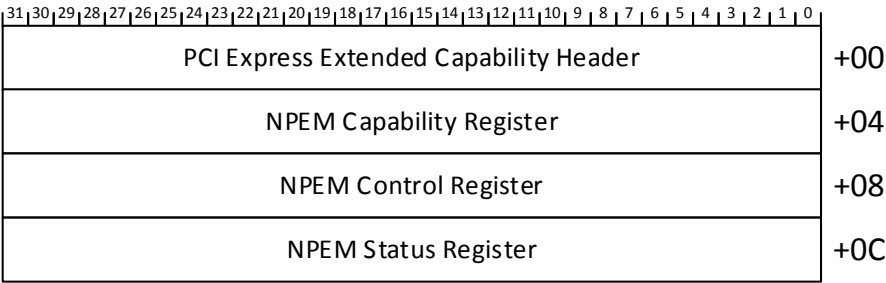 31 30 29 28 27 26 25 24 23 22 21 20 19 18 17 16 15 14 13 12 11 10 9 8 7 6 5 4 3 2 1 0
PCI Express Extended Capability Header +00
NPEM Capability Register +04
NPEM Control Register +08
NPEM Status Register +0C